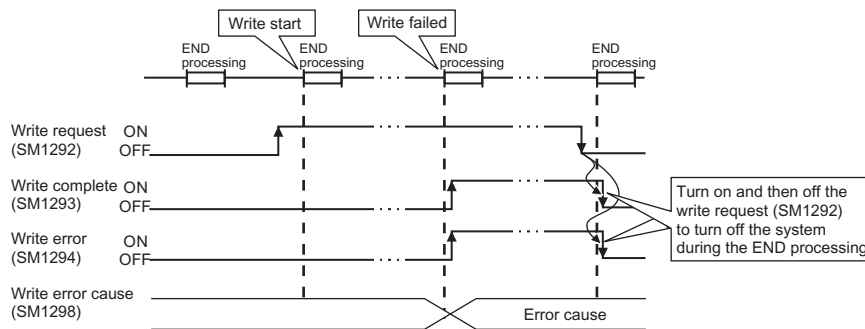 Write start
Write failed
END
processing
END
processing
END
processing
END
processing
Write request
(SM1292)
ON
OFF
Write complete
(SM1293)
ON
OFF
Write error
(SM1294)
ON
OFF
Turn on and then off the
write request (SM1292)
to turn off the system
during the END processing
Write error cause
(SM1298)
Error cause